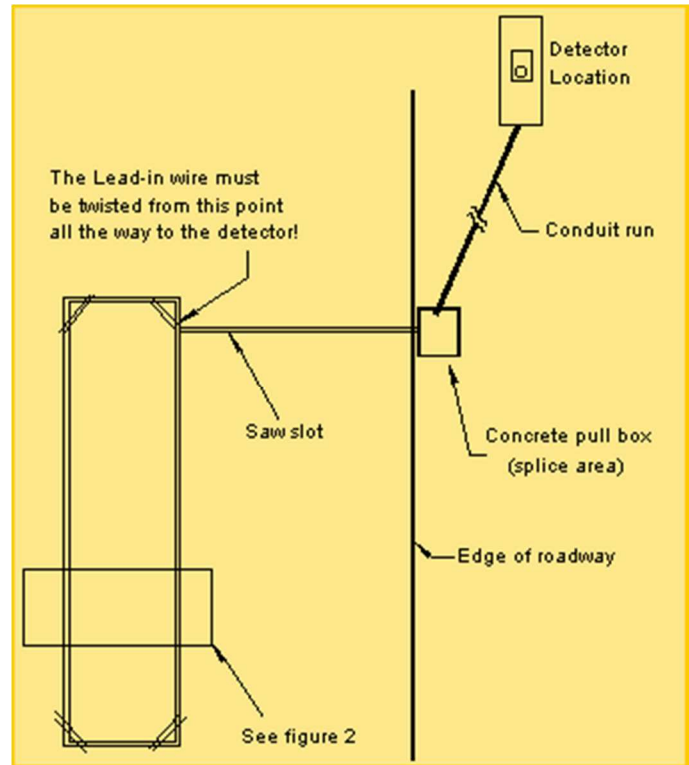 Detector
Location
The Lead-in wire must
be twisted from this point
all the way to the detector!
Conduit run
Saw slot
Concrete pull box
(splice area)
Edge of roadway
See figure 2